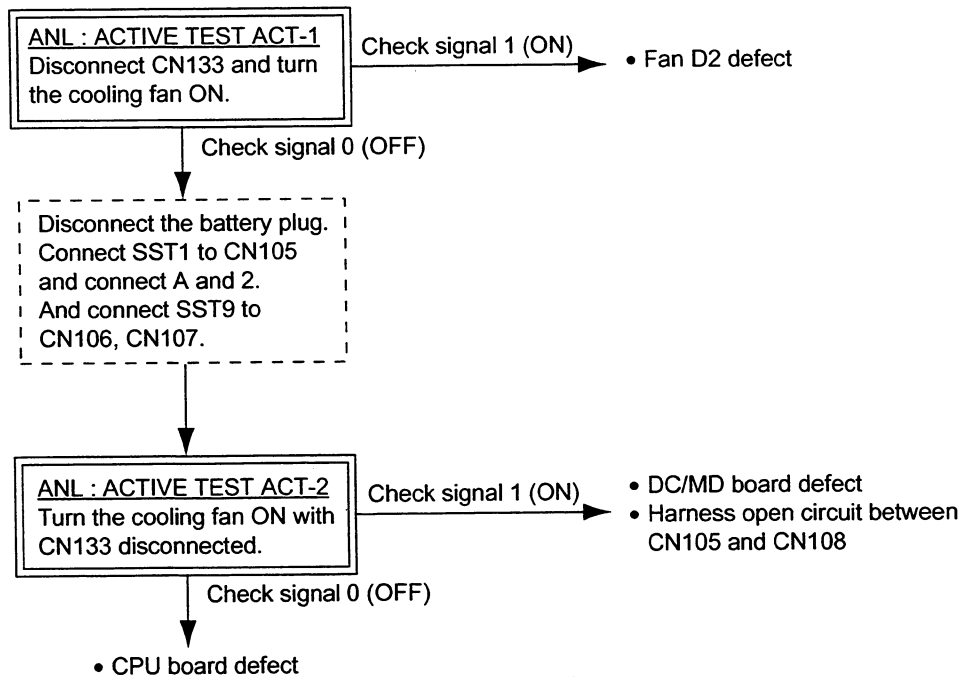 ANL : ACTIVE TEST ACT-1
Disconnect CN133 and turn
the cooling fan ON.
Check signal 1 (ON)
• Fan D2 defect
Check signal 0 (OFF)
Disconnect the battery plug.
Connect SST1 to CN105
and connect A and 2.
And connect SST9 to
CN106, CN107.
ANL : ACTIVE TEST ACT-2
Turn the cooling fan ON with
CN133 disconnected.
Check signal 1 (ON)
• DC/MD board defect
• Harness open circuit between
CN105 and CN108
Check signal 0 (OFF)
• CPU board defect